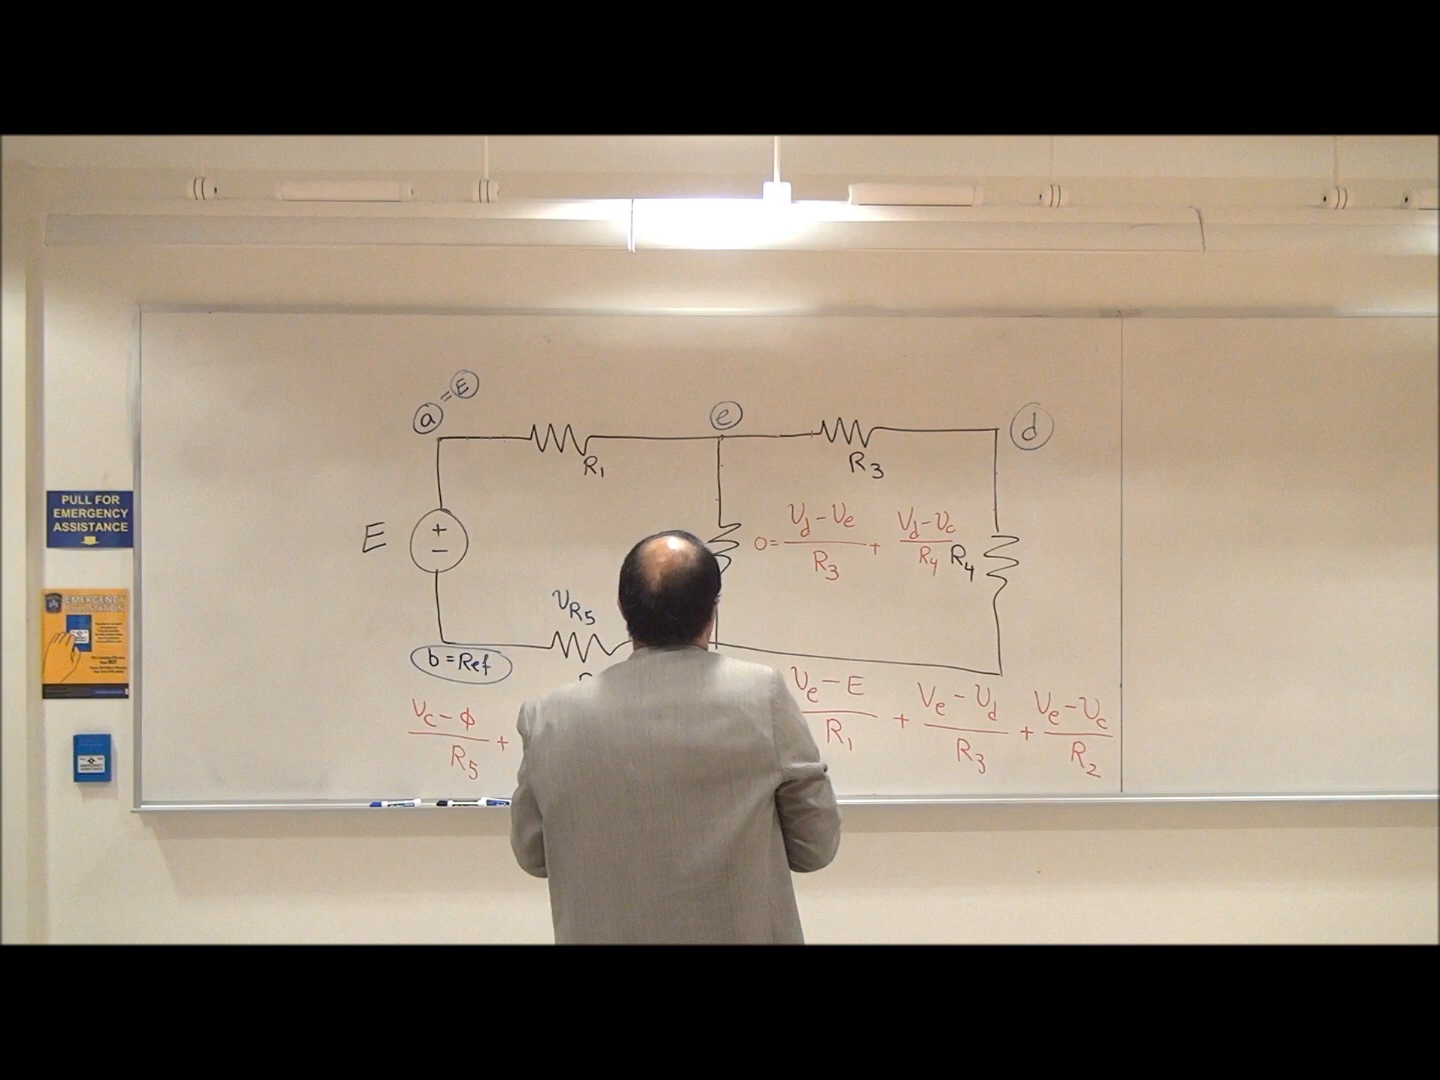 a = E
e
d
R1
R3
E
+
−
0 = (Vd − Ve)/R3 + (Vd − Vc)/R4
R4
VR5
b = Ref
(Vc − ϕ)/R5 +
(Ve − E)/R1 + (Ve − Vd)/R3 + (Ve − Vc)/R2
PULL FOR
EMERGENCY
ASSISTANCE
EMERGENCY